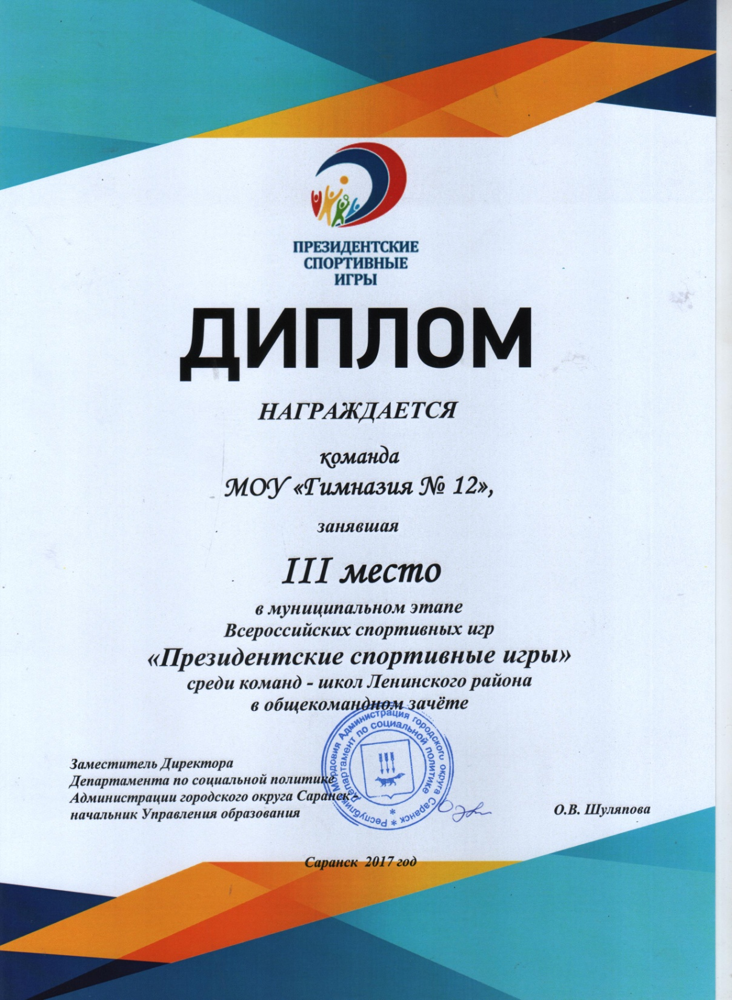 ПРЕЗИДЕНТСКИЕ
СПОРТИВНЫЕ
ИГРЫ
ДИПЛОМ
НАГРАЖДАЕТСЯ
команда
МОУ «Гимназия № 12»,
занявшая
III место
в муниципальном этапе
Всероссийских спортивных игр
«Президентские спортивные игры»
среди команд - школ Ленинского района
в общекомандном зачёте
Заместитель Директора
Департамента по социальной политике
Администрации городского округа Саранск -
начальник Управления образования
О.В. Шуляпова
Республика Мордовия Администрация городского округа Саранск
Департамент по социальной политике
Саранск 2017 год